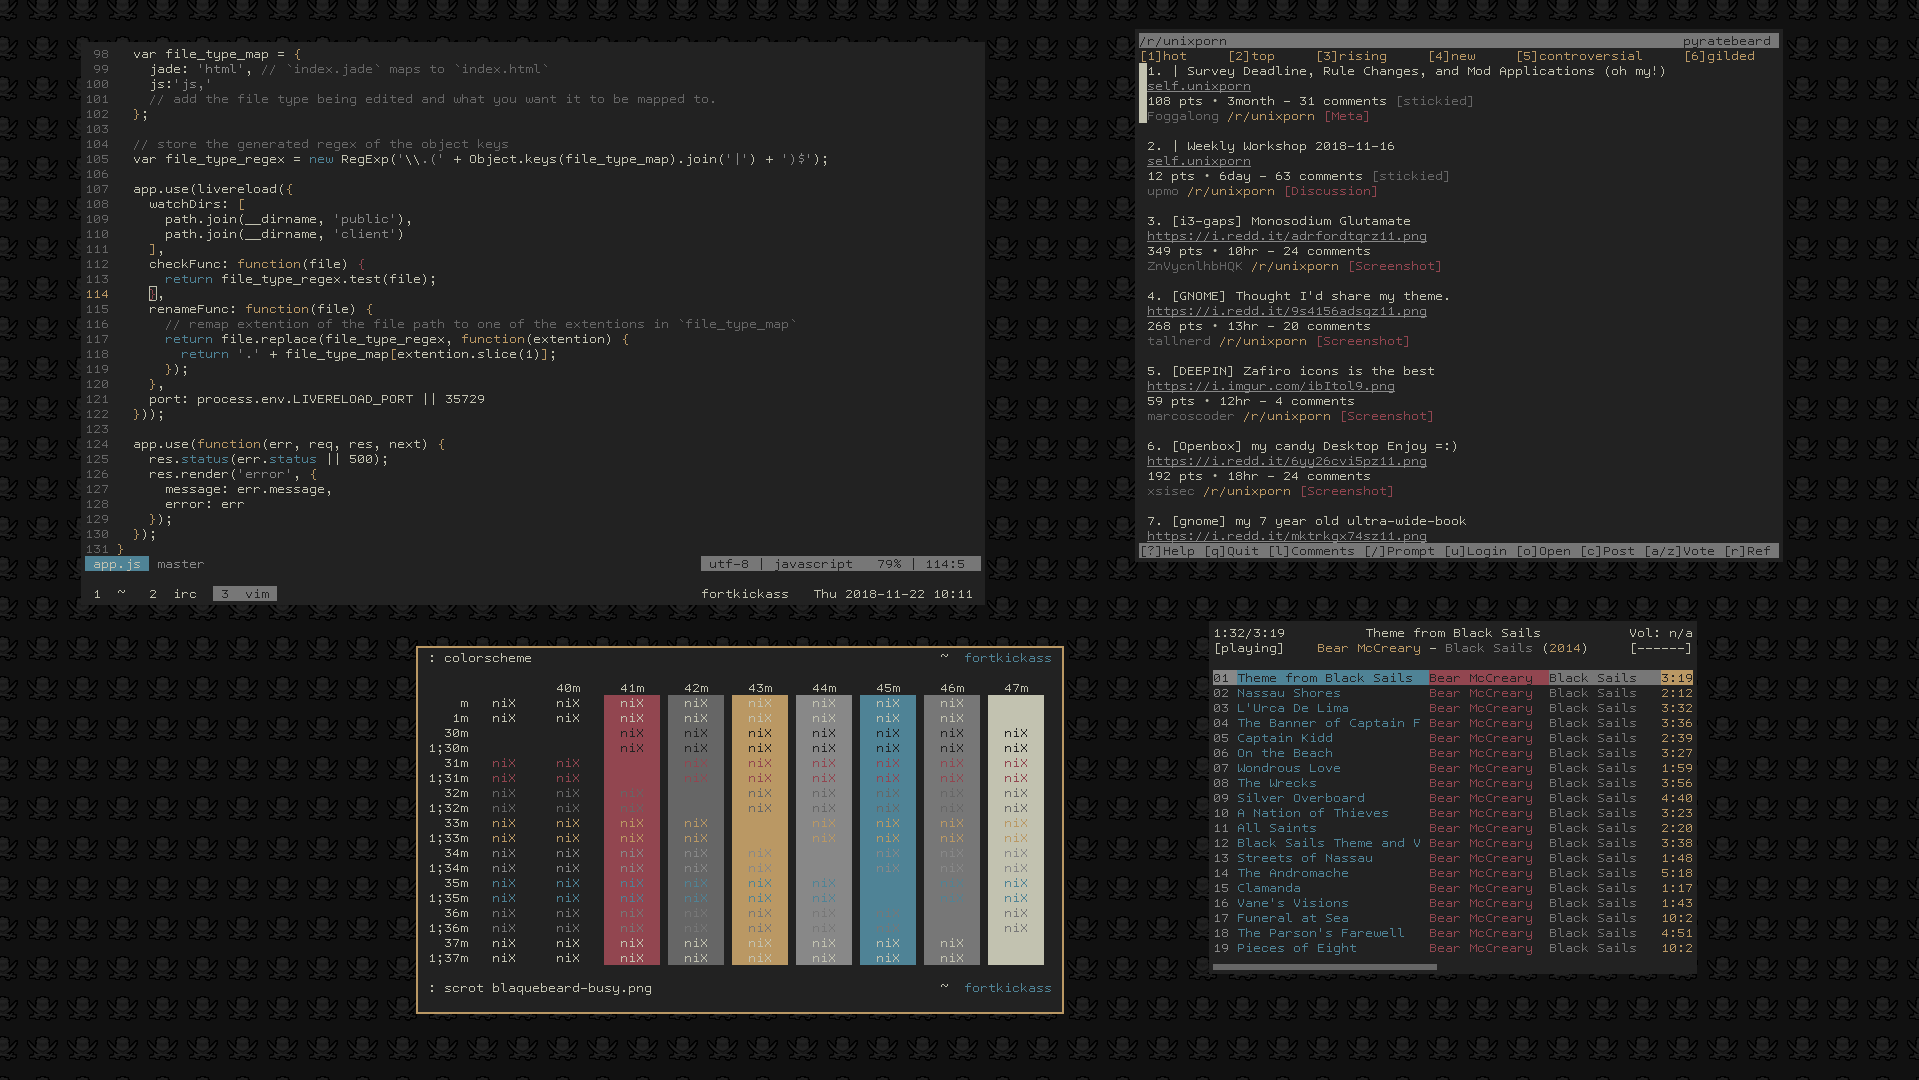 98   var file_type_map = {
99     jade: 'html', // `index.jade` maps to `index.html`
100     js:'js,'
101     // add the file type being edited and what you want it to be mapped to.
102   };
103
104   // store the generated regex of the object keys
105   var file_type_regex = new RegExp('\\.(' + Object.keys(file_type_map).join('|') + ')$');
106
107   app.use(livereload({
108     watchDirs: [
109       path.join(__dirname, 'public'),
110       path.join(__dirname, 'client')
111     ],
112     checkFunc: function(file) {
113       return file_type_regex.test(file);
114     },
115     renameFunc: function(file) {
116       // remap extention of the file path to one of the extentions in `file_type_map`
117       return file.replace(file_type_regex, function(extention) {
118         return '.' + file_type_map[extention.slice(1)];
119       });
120     },
121     port: process.env.LIVERELOAD_PORT || 35729
122   }));
123
124   app.use(function(err, req, res, next) {
125     res.status(err.status || 500);
126     res.render('error', {
127       message: err.message,
128       error: err
129     });
130   });
131 }
app.js  master  utf-8 | javascript   79% | 114:5
1  ~   2  irc   3  vim  fortkickass   Thu 2018-11-22 10:11
/r/unixporn  pyratebeard
[1]hot     [2]top     [3]rising     [4]new     [5]controversial     [6]gilded
1. | Survey Deadline, Rule Changes, and Mod Applications (oh my!)
self.unixporn
108 pts • 3month - 31 comments [stickied]
Foggalong /r/unixporn [Meta]
2. | Weekly Workshop 2018-11-16
self.unixporn
12 pts • 6day - 63 comments [stickied]
upmo /r/unixporn [Discussion]
3. [i3-gaps] Monosodium Glutamate
https://i.redd.it/adrfordtqrz11.png
349 pts • 10hr - 24 comments
ZnVycnlhbHQK /r/unixporn [Screenshot]
4. [GNOME] Thought I'd share my theme.
https://i.redd.it/9s4156adsqz11.png
268 pts • 13hr - 20 comments
tallnerd /r/unixporn [Screenshot]
5. [DEEPIN] Zafiro icons is the best
https://i.imgur.com/ibItol9.png
59 pts • 12hr - 4 comments
marcoscoder /r/unixporn [Screenshot]
6. [Openbox] my candy Desktop Enjoy =:)
https://i.redd.it/6yy26cvi5pz11.png
192 pts • 18hr - 24 comments
xsisec /r/unixporn [Screenshot]
7. [gnome] my 7 year old ultra-wide-book
https://i.redd.it/mktrkgx74sz11.png
[?]Help [q]Quit [l]Comments [/]Prompt [u]Login [o]Open [c]Post [a/z]Vote [r]Ref
: colorscheme  ~  fortkickass
40m 41m 42m 43m 44m 45m 46m 47m
m niX niX niX niX niX niX niX niX
1m niX niX niX niX niX niX niX niX
30m niX niX niX niX niX niX niX
1;30m niX niX niX niX niX niX niX
31m niX niX niX niX niX niX niX niX
1;31m niX niX niX niX niX niX niX niX
32m niX niX niX niX niX niX niX niX
1;32m niX niX niX niX niX niX niX niX
33m niX niX niX niX niX niX niX niX
1;33m niX niX niX niX niX niX niX niX
34m niX niX niX niX niX niX niX niX
1;34m niX niX niX niX niX niX niX niX
35m niX niX niX niX niX niX niX niX
1;35m niX niX niX niX niX niX niX niX
36m niX niX niX niX niX niX niX niX
1;36m niX niX niX niX niX niX niX niX
37m niX niX niX niX niX niX niX niX
1;37m niX niX niX niX niX niX niX niX
: scrot blaquebeard-busy.png  ~  fortkickass
1:32/3:19  Theme from Black Sails  Vol: n/a
[playing]  Bear McCreary - Black Sails (2014)  [------]
01 Theme from Black Sails  Bear McCreary  Black Sails  3:19
02 Nassau Shores  Bear McCreary  Black Sails  2:12
03 L'Urca De Lima  Bear McCreary  Black Sails  3:32
04 The Banner of Captain F  Bear McCreary  Black Sails  3:36
05 Captain Kidd  Bear McCreary  Black Sails  2:39
06 On the Beach  Bear McCreary  Black Sails  3:27
07 Wondrous Love  Bear McCreary  Black Sails  1:59
08 The Wrecks  Bear McCreary  Black Sails  3:56
09 Silver Overboard  Bear McCreary  Black Sails  4:40
10 A Nation of Thieves  Bear McCreary  Black Sails  3:23
11 All Saints  Bear McCreary  Black Sails  2:20
12 Black Sails Theme and V  Bear McCreary  Black Sails  3:38
13 Streets of Nassau  Bear McCreary  Black Sails  1:48
14 The Andromache  Bear McCreary  Black Sails  5:18
15 Clamanda  Bear McCreary  Black Sails  1:17
16 Vane's Visions  Bear McCreary  Black Sails  1:43
17 Funeral at Sea  Bear McCreary  Black Sails  10:2
18 The Parson's Farewell  Bear McCreary  Black Sails  4:51
19 Pieces of Eight  Bear McCreary  Black Sails  10:2